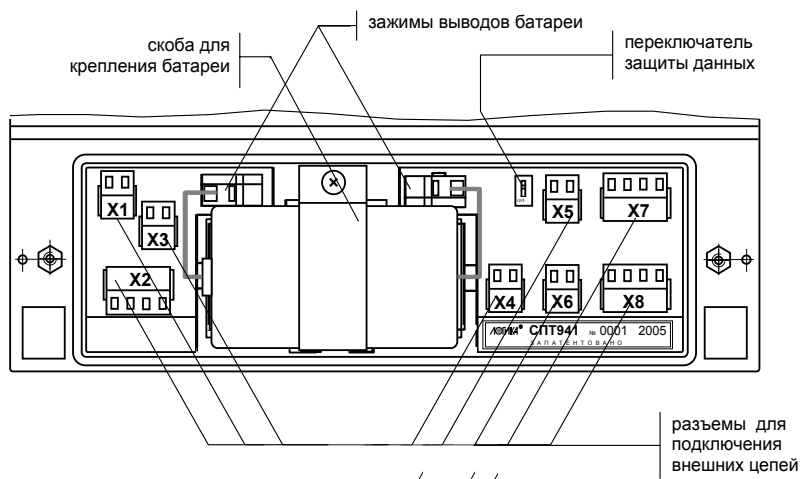 зажимы выводов батареи
скоба для
крепления батареи
переключатель
защиты данных
X1
X3
X2
X5
X7
X4
X6
X8
ЛОГИКА СПТ941 № 0001 2005
ЗАПАТЕНТОВАНО
разъемы для
подключения
внешних цепей